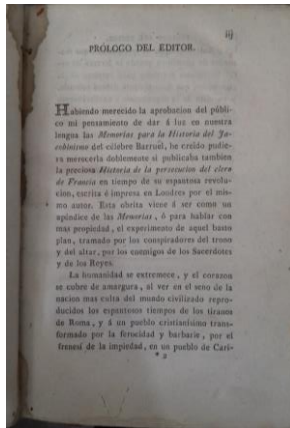 iij
PRÓLOGO DEL EDITOR.
Habiendo merecido la aprobacion del públi-
co mi pensamiento de dar á luz en nuestra
lengua las Memorias para la Historia del Ja-
cobinismo del célebre Barruél, he creido pudie-
ra merecerla doblemente si publicaba tambien
la preciosa Historia de la persecucion del clero
de Francia en tiempo de su espantosa revolu-
cion, escrita é impresa en Londres por el mis-
mo autor. Esta obrita viene á ser como un
apéndice de las Memorias, ó para hablar con
mas propiedad, el experimento de aquel basto
plan, tramado por los conspiradores del trono
y del altar, por los enemigos de los Sacerdotes
y de los Reyes.
La humanidad se extremece, y el corazon
se cubre de amargura, al ver en el seno de la
nacion mas culta del mundo civilizado repro-
ducidos los espantosos tiempos de los tiranos
de Roma, y á un pueblo cristianísimo trans-
formado por la ferocidad y barbarie, por el
frenesí de la impiedad, en un pueblo de Cari-
* 2